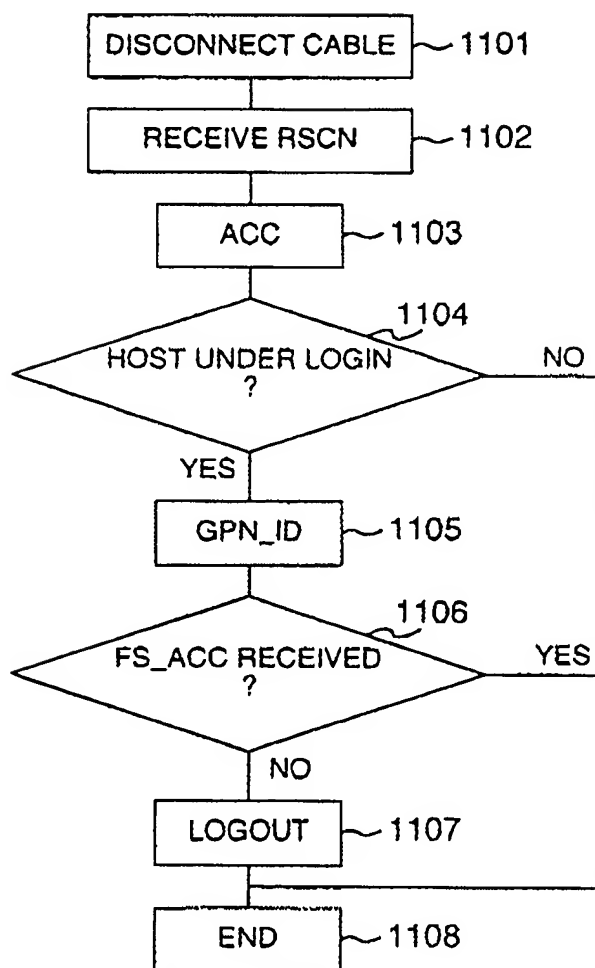 DISCONNECT CABLE 1101
RECEIVE RSCN 1102
ACC 1103
1104
HOST UNDER LOGIN
?
NO
YES
GPN_ID 1105
1106
FS_ACC RECEIVED
?
YES
NO
LOGOUT 1107
END 1108